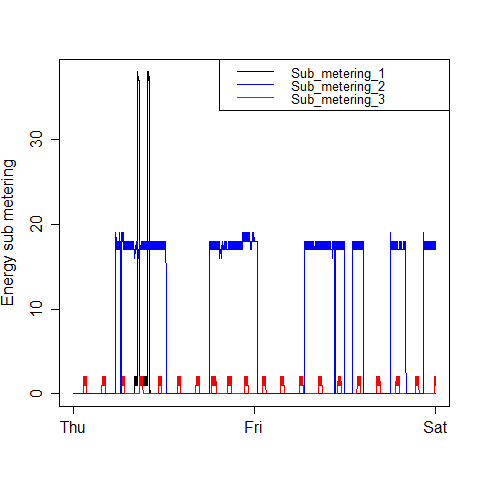 Sub_metering_1
Sub_metering_2
Sub_metering_3
Energy sub metering
30
20
10
0
Thu Fri Sat